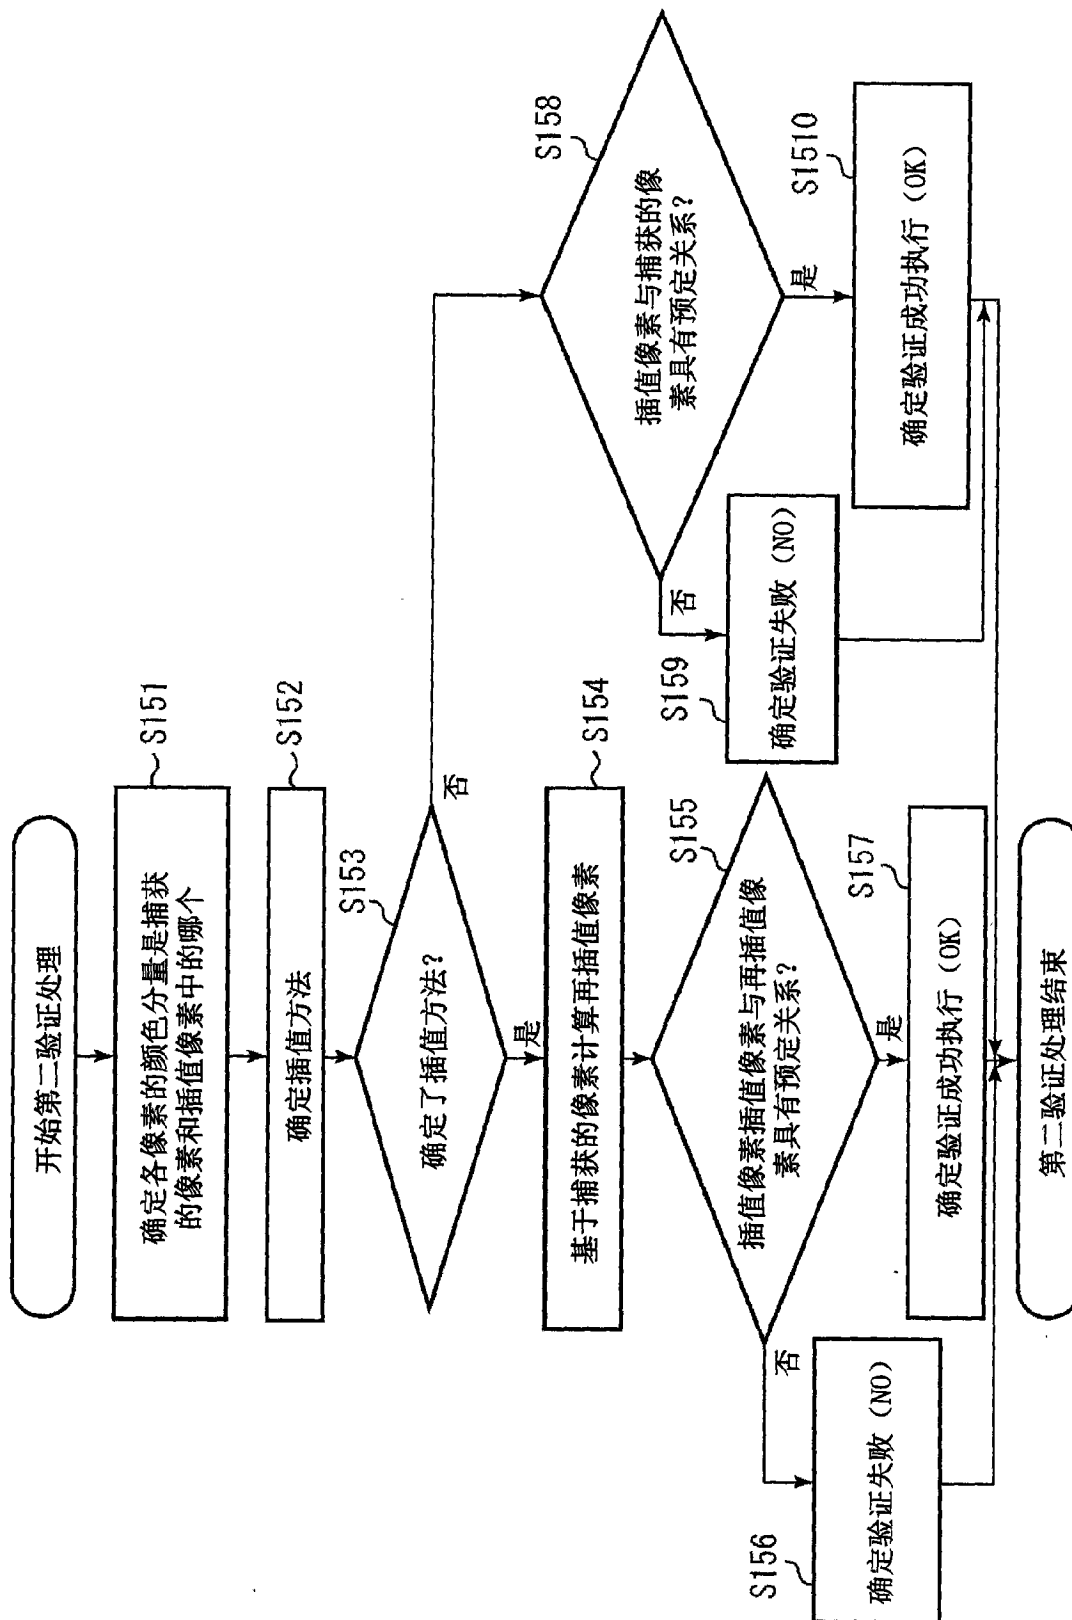 开始第二验证处理
确定各像素的颜色分量是捕获
的像素和插值像素中的哪个
S151
确定插值方法
S152
确定了插值方法?
S153
否
是
基于捕获的像素计算再插值像素
S154
插值像素插值像素与再插值像
素具有预定关系?
S155
否
是
确定验证失败 (NO)
S156
确定验证成功执行 (OK)
S157
插值像素与捕获的像
素具有预定关系?
S158
否
是
确定验证失败 (NO)
S159
确定验证成功执行 (OK)
S1510
第二验证处理结束